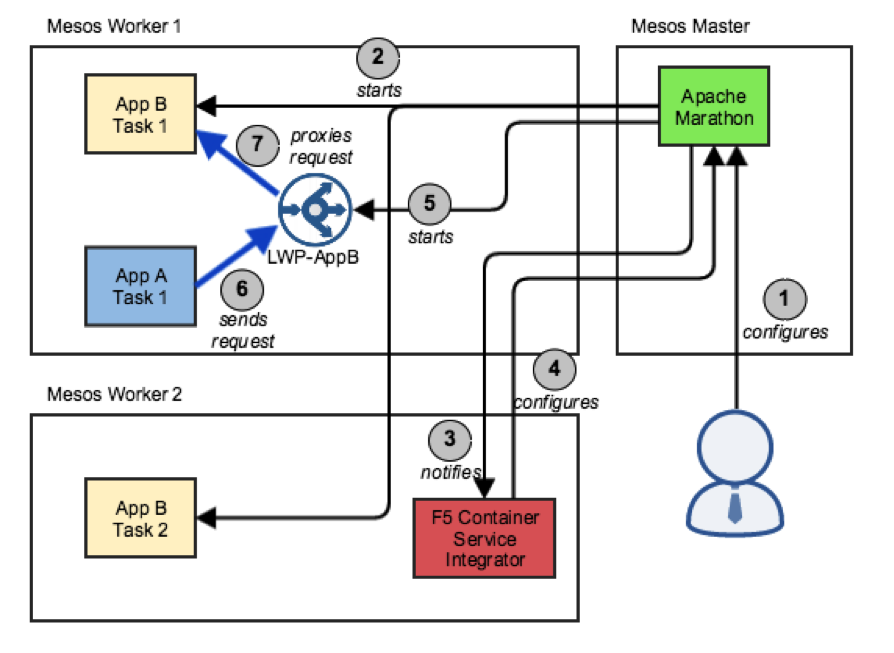 Mesos Worker 1
Mesos Master
2
starts
App B
Task 1
Apache
Marathon
7
proxies
request
5
starts
LWP-AppB
App A
Task 1
6
sends
request
1
configures
4
configures
Mesos Worker 2
3
notifies
App B
Task 2
F5 Container
Service
Integrator